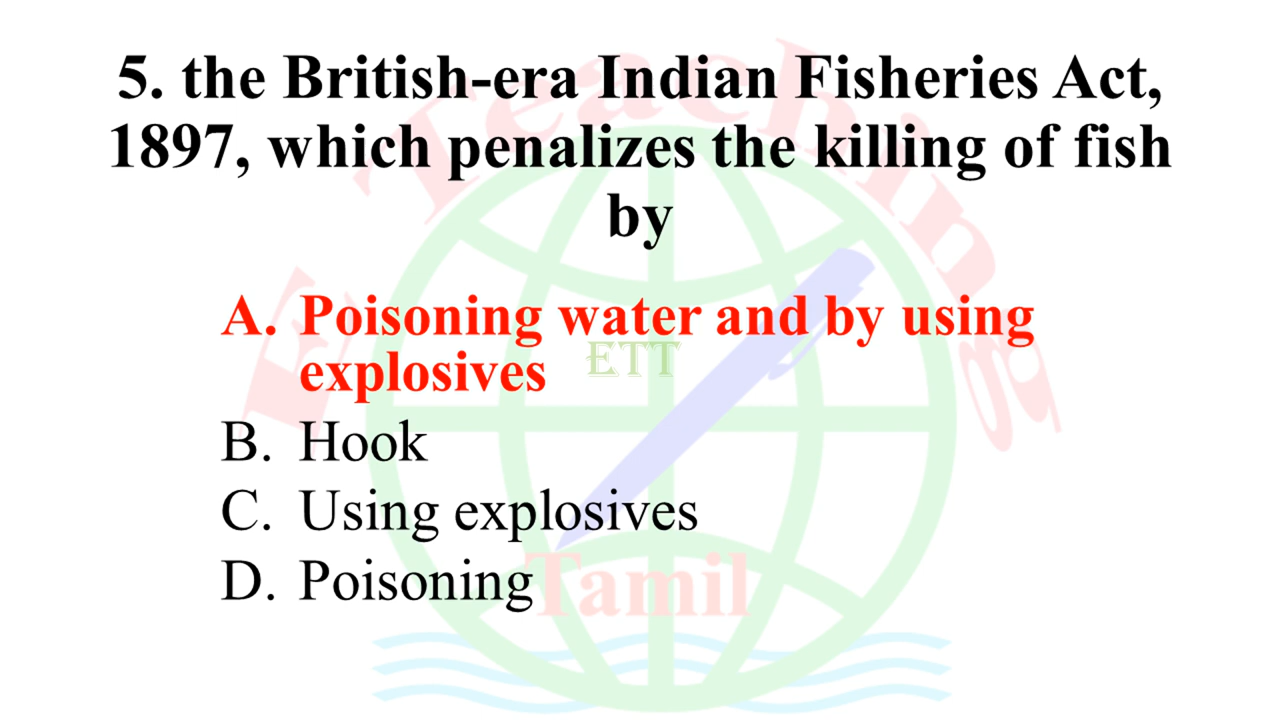 5. the British-era Indian Fisheries Act,
1897, which penalizes the killing of fish
by
A. Poisoning water and by using
explosives
B. Hook
C. Using explosives
D. Poisoning
E Teaching
ETT
Tamil